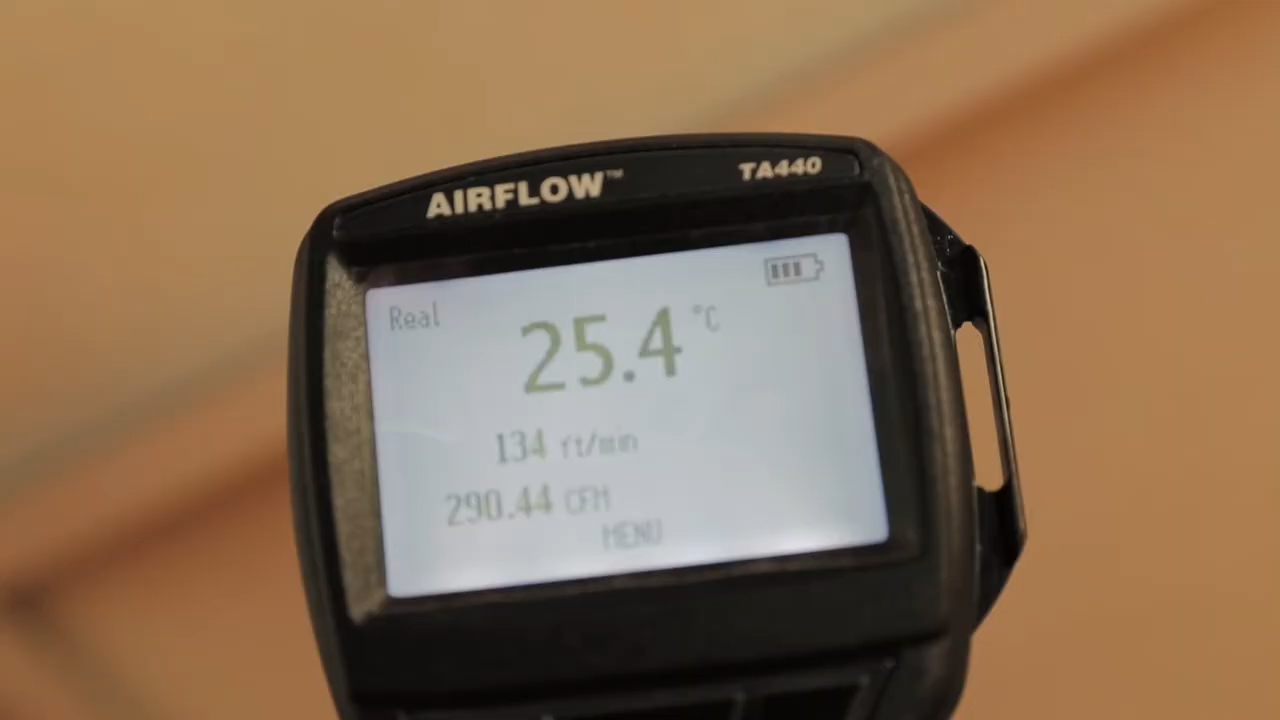 AIRFLOW™ TA440
Real
25.4 °C
134 ft/min
290.44 CFM
MENU